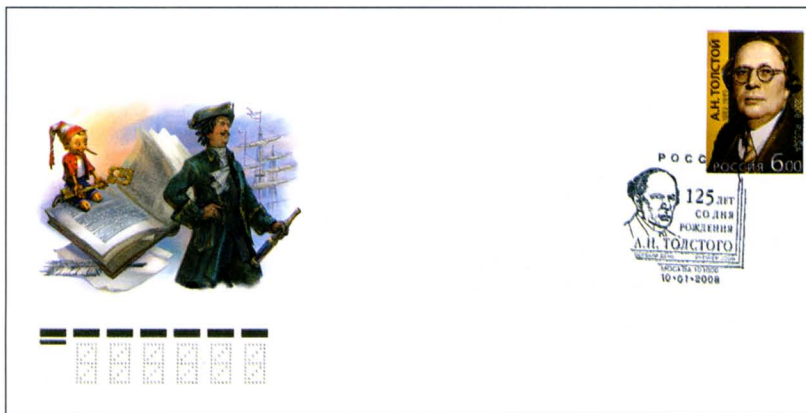 А.Н. ТОЛСТОЙ
РОССИЯ 6.00
РОСС
125 ЛЕТ
СО ДНЯ
РОЖДЕНИЯ
А.Н. ТОЛСТОГО
МОСКВА
10•01•2008